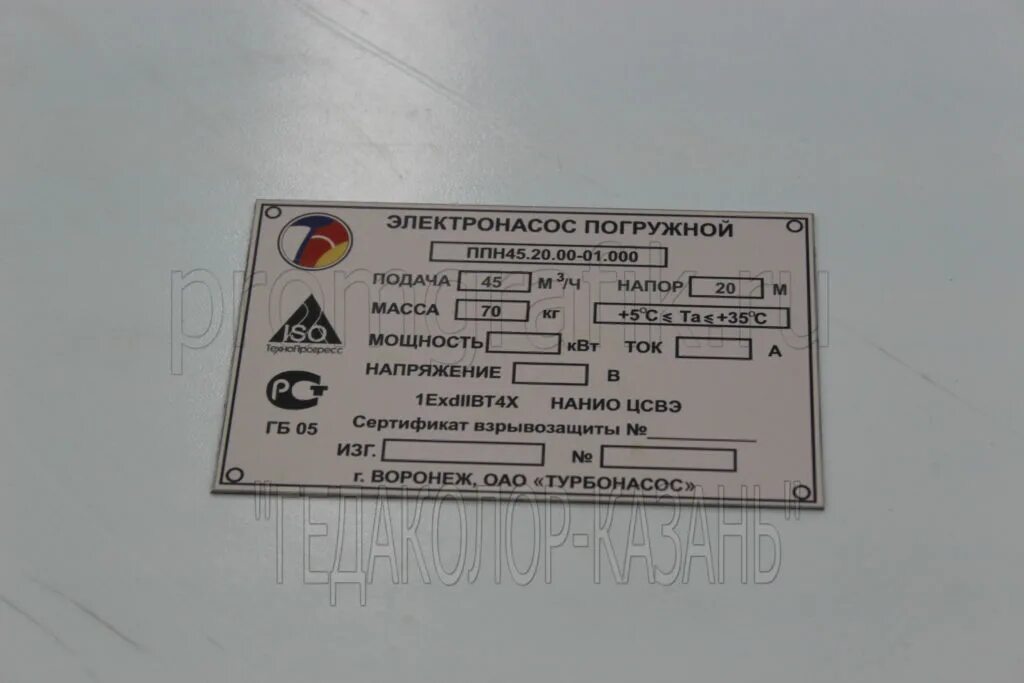 ЭЛЕКТРОНАСОС ПОГРУЖНОЙ
ППН45.20.00-01.000
ПОДАЧА 45 М³/Ч НАПОР 20 М
МАССА 70 кг +5°C ≤ Ta ≤ +35°C
МОЩНОСТЬ кВт ТОК А
НАПРЯЖЕНИЕ В
ISO
ТехноПрогресс
РСТ
ГБ 05
1ExdIIBT4X НАНИО ЦСВЭ
Сертификат взрывозащиты №
ИЗГ. №
г. ВОРОНЕЖ, ОАО «ТУРБОНАСОС»
promgrafik.ru
"ГЕДАКОЛОР-КАЗАНЬ"